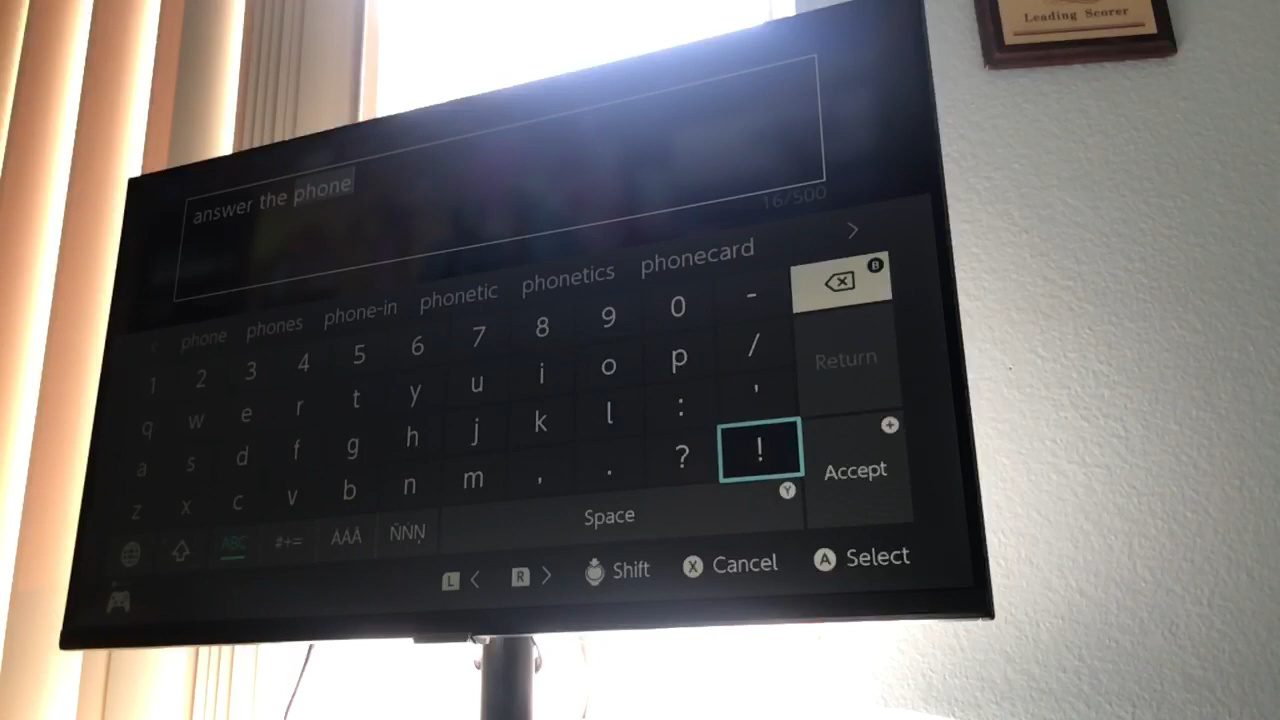 Leading Scorer
answer the phone
16/500
phone phones phone-in phonetic phonetics phonecard >
1 2 3 4 5 6 7 8 9 0 - B
q w e r t y u i o p / Return
a s d f g h j k l : '
z x c v b n m , . ? ! + Accept
ABC #+= ÀÁÂ ÑŃŅ Space Y
L < R > Shift X Cancel A Select